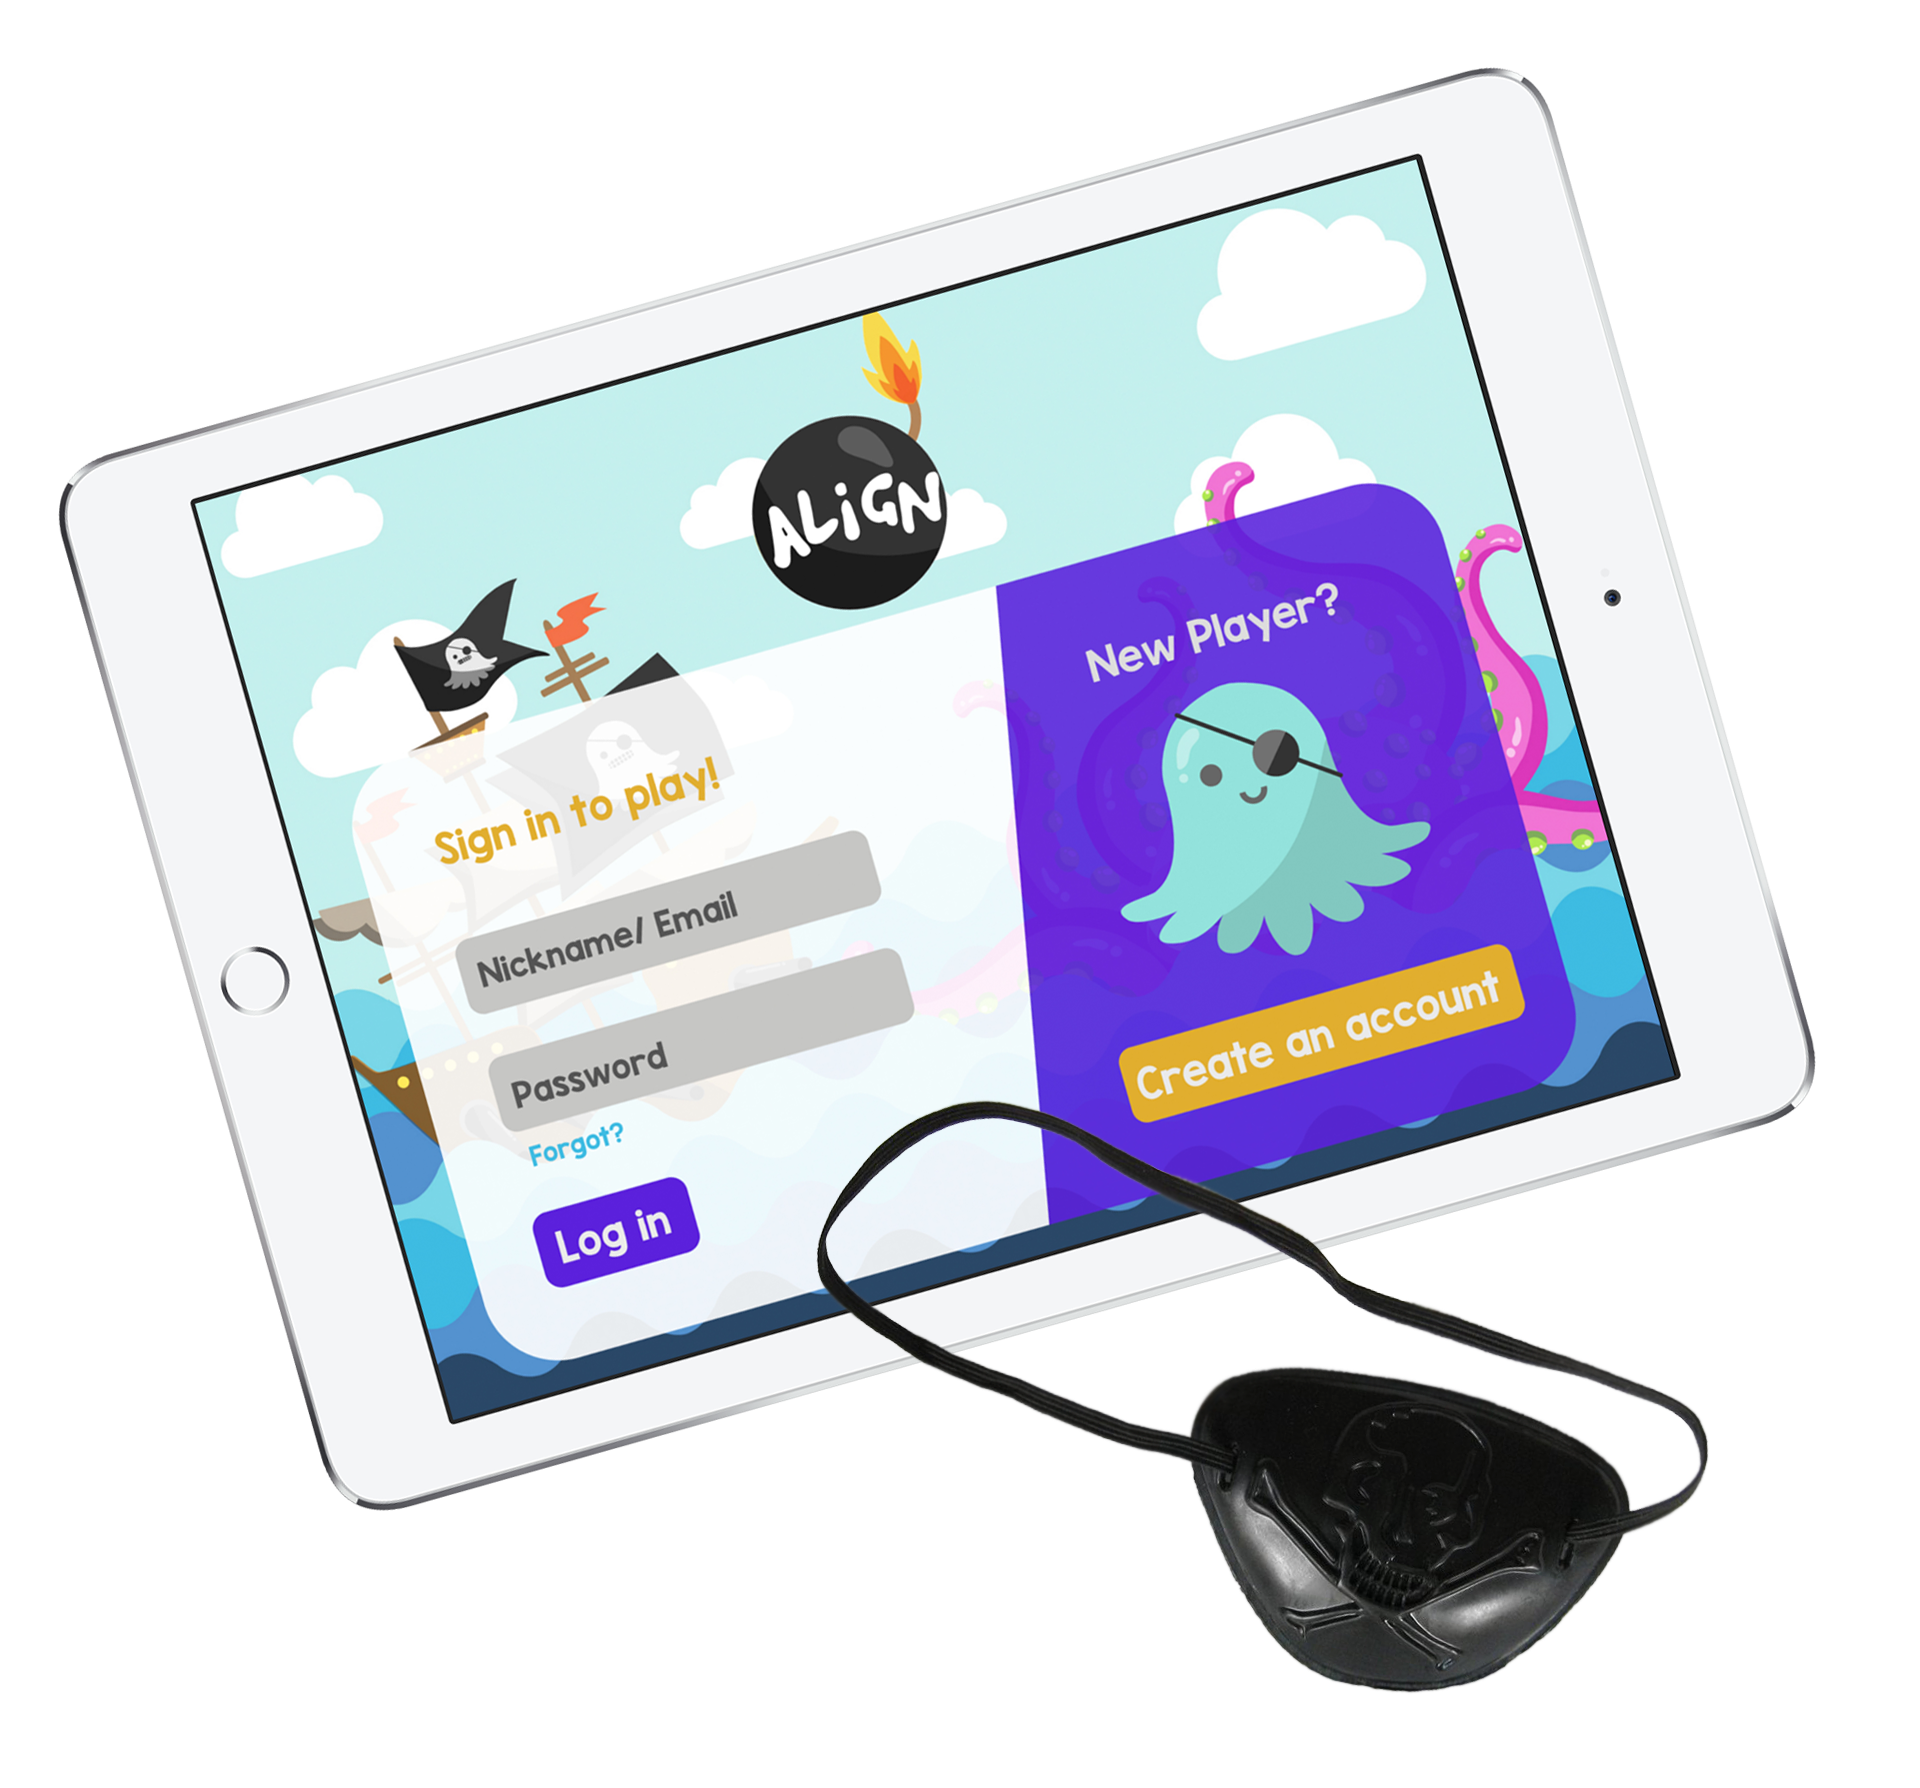 ALiGN
Sign in to play!
Nickname/ Email
Password
Forgot?
Log in
New Player?
Create an account